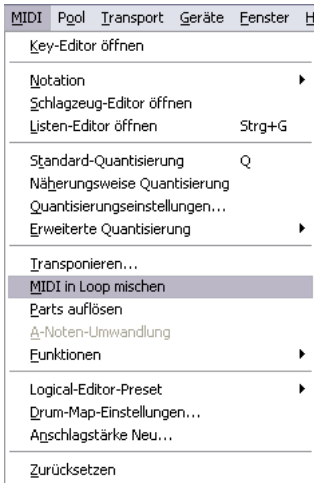 MIDI Pool Transport Geräte Fenster H
Key-Editor öffnen
Notation
Schlagzeug-Editor öffnen
Listen-Editor öffnen Strg+G
Standard-Quantisierung Q
Näherungsweise Quantisierung
Quantisierungseinstellungen...
Erweiterte Quantisierung
Transponieren...
MIDI in Loop mischen
Parts auflösen
A-Noten-Umwandlung
Funktionen
Logical-Editor-Preset
Drum-Map-Einstellungen...
Anschlagstärke Neu...
Zurücksetzen